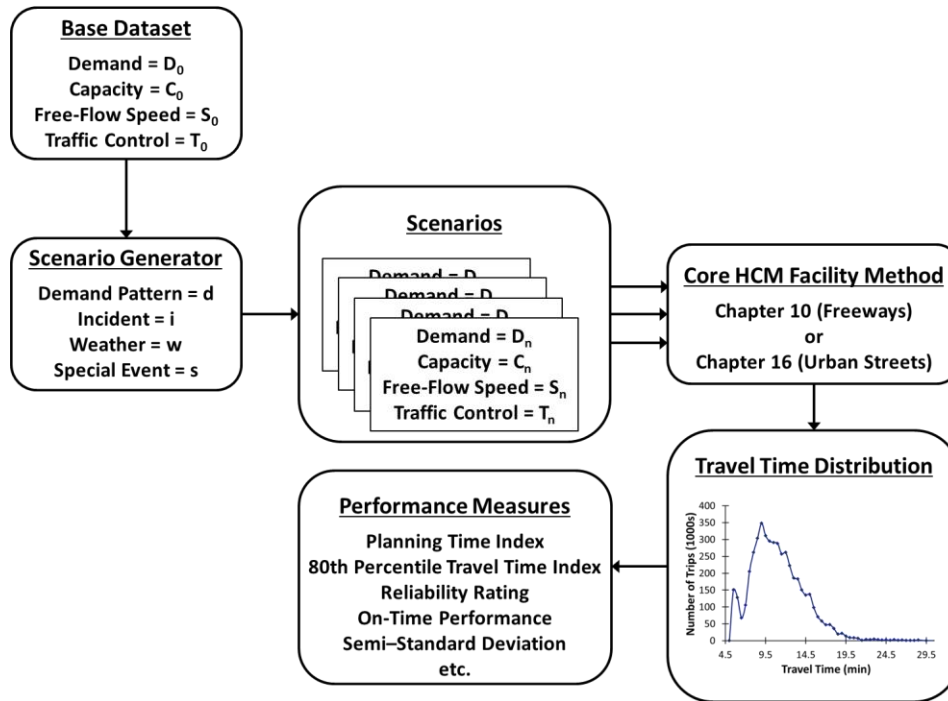 Base Dataset
Demand = D₀
Capacity = C₀
Free-Flow Speed = S₀
Traffic Control = T₀
Scenario Generator
Demand Pattern = d
Incident = i
Weather = w
Special Event = s
Scenarios
Demand = D
Demand = D
Demand = D
Demand = Dₙ
Capacity = Cₙ
Free-Flow Speed = Sₙ
Traffic Control = Tₙ
Core HCM Facility Method
Chapter 10 (Freeways)
or
Chapter 16 (Urban Streets)
Travel Time Distribution
Number of Trips (1000s)
400
350
300
250
200
150
100
50
0
4.5 9.5 14.5 19.5 24.5 29.5
Travel Time (min)
Performance Measures
Planning Time Index
80th Percentile Travel Time Index
Reliability Rating
On-Time Performance
Semi–Standard Deviation
etc.